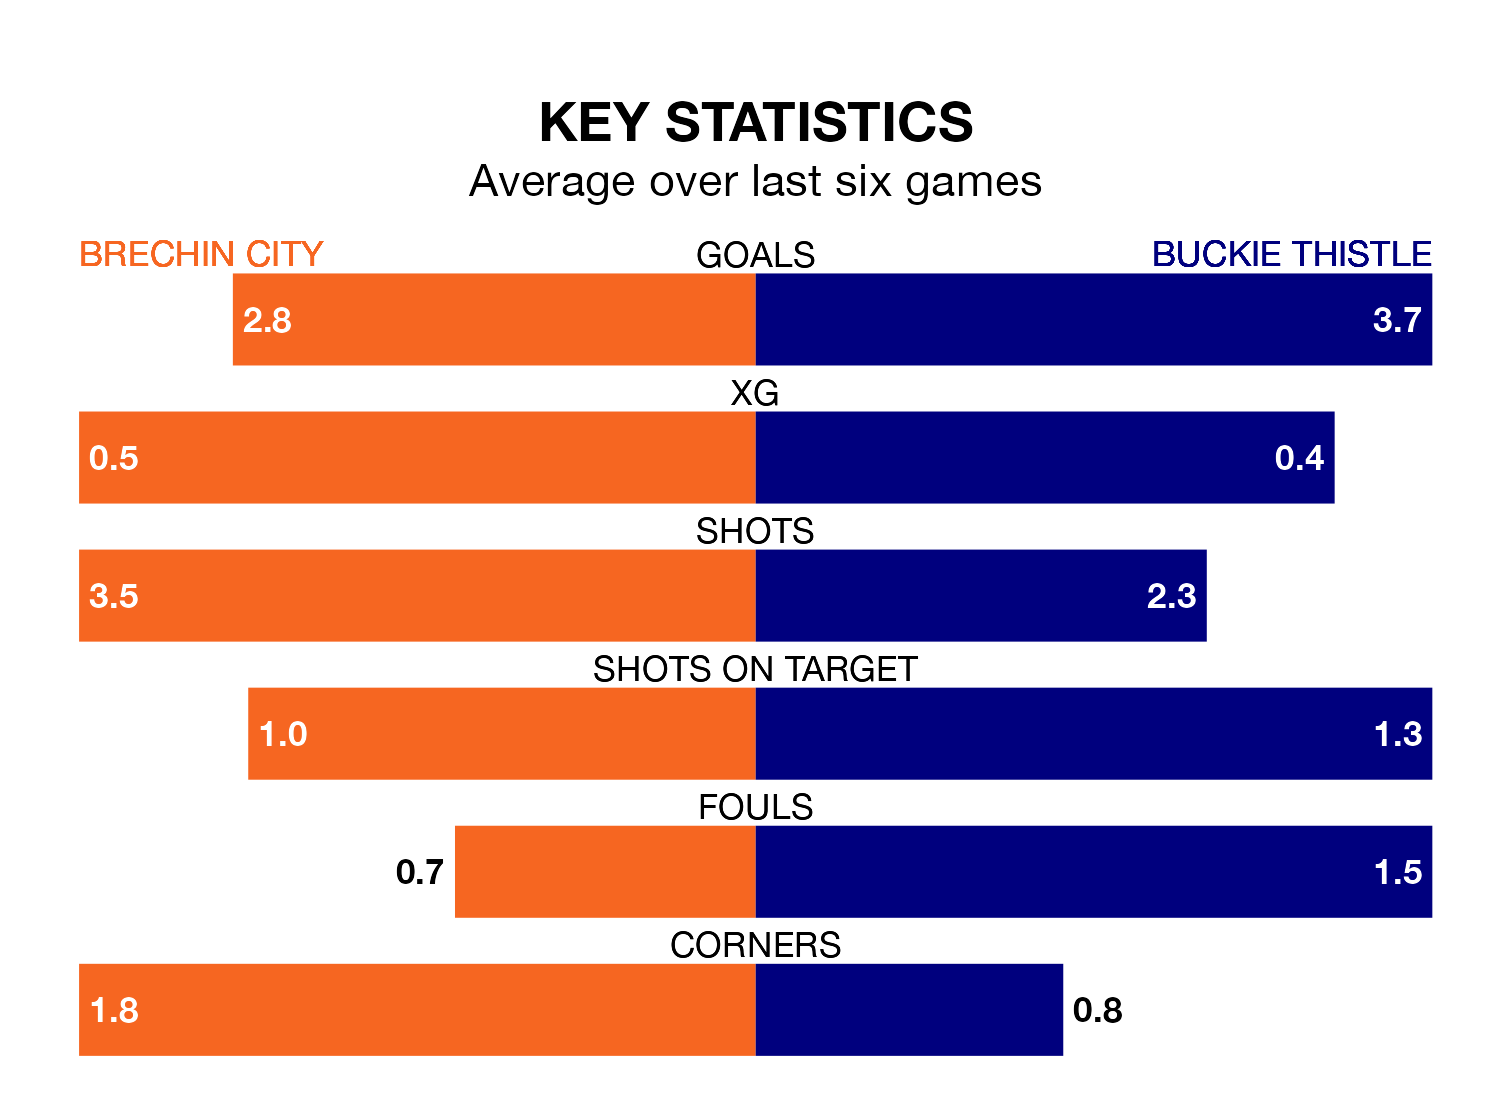 KEY STATISTICS
Average over last six games
BRECHIN CITY GOALS BUCKIE THISTLE
2.8 3.7
XG
0.5 0.4
SHOTS
3.5 2.3
SHOTS ON TARGET
1.0 1.3
FOULS
0.7 1.5
CORNERS
1.8 0.8